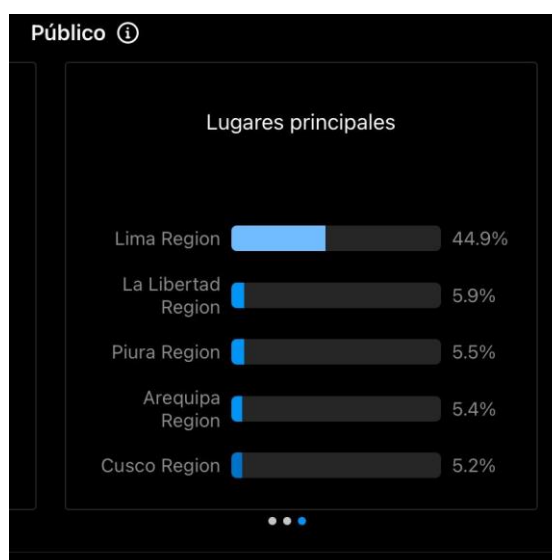 Público
Lugares principales
Lima Region 44.9%
La Libertad
Region 5.9%
Piura Region 5.5%
Arequipa
Region 5.4%
Cusco Region 5.2%